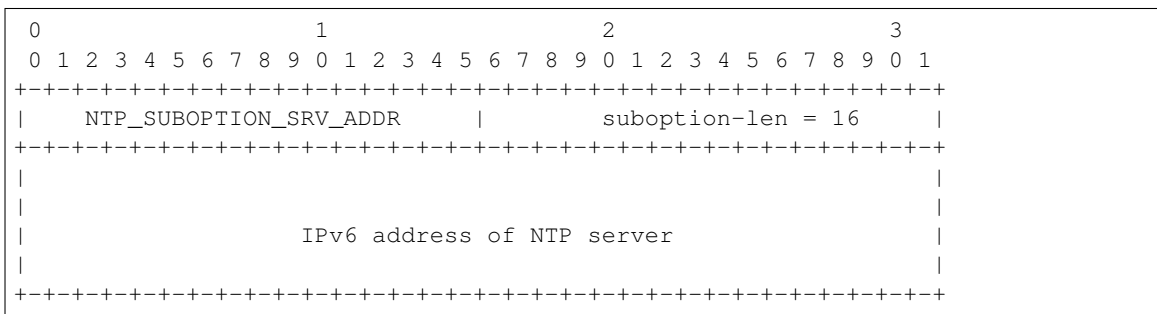 0                   1                   2                   3
 0 1 2 3 4 5 6 7 8 9 0 1 2 3 4 5 6 7 8 9 0 1 2 3 4 5 6 7 8 9 0 1
+-+-+-+-+-+-+-+-+-+-+-+-+-+-+-+-+-+-+-+-+-+-+-+-+-+-+-+-+-+-+-+-+
|    NTP_SUBOPTION_SRV_ADDR     |        suboption-len = 16     |
+-+-+-+-+-+-+-+-+-+-+-+-+-+-+-+-+-+-+-+-+-+-+-+-+-+-+-+-+-+-+-+-+
|                                                               |
|                                                               |
|                   IPv6 address of NTP server                  |
|                                                               |
+-+-+-+-+-+-+-+-+-+-+-+-+-+-+-+-+-+-+-+-+-+-+-+-+-+-+-+-+-+-+-+-+